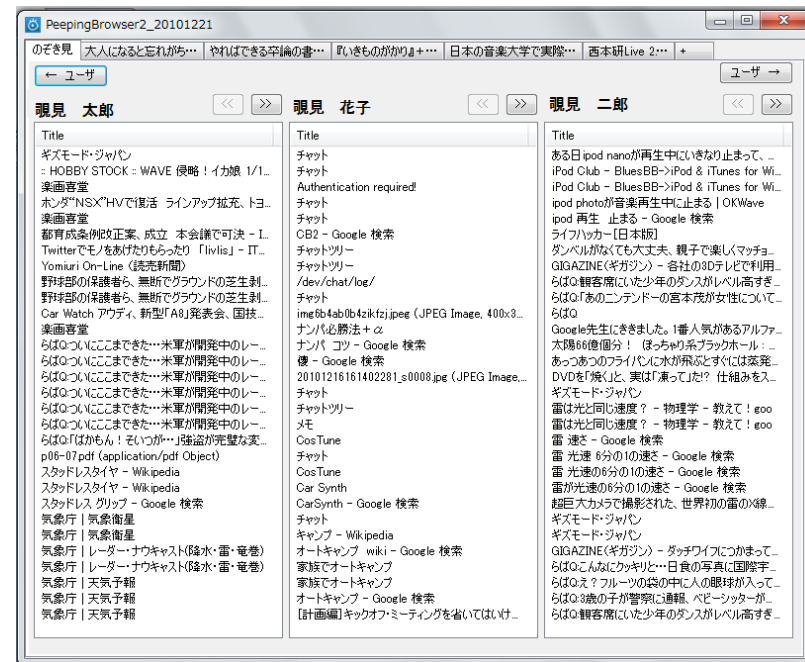 PeepingBrowser2_20101221
のぞき見
大人になると忘れがち…
やればできる卒論の書…
『いきものがかり』+…
日本の音楽大学で実際…
西本研Live 2…
+
← ユーザ
ユーザ →
覗見 太郎
<<
>>
覗見 花子
<<
>>
覗見 二郎
<<
>>
Title
ギズモード・ジャパン
:: HOBBY STOCK :: WAVE 侵略！イカ娘 1/1...
楽画喜堂
ホンダ“NSX”HVで復活 ラインアップ拡充、トヨ...
楽画喜堂
都育成条例改正案、成立 本会議で可決 - I...
Twitterでモノをあげたりもらったり 「livlis」 - IT...
Yomiuri On-Line (読売新聞)
野球部の保護者ら、無断でグラウンドの芝生剥...
野球部の保護者ら、無断でグラウンドの芝生剥...
Car Watch アウディ、新型「A8」発表会、国技...
楽画喜堂
らばQ:ついにここまできた…米軍が開発中のレー...
らばQ:ついにここまできた…米軍が開発中のレー...
らばQ:ついにここまできた…米軍が開発中のレー...
らばQ:ついにここまできた…米軍が開発中のレー...
らばQ:ついにここまできた…米軍が開発中のレー...
らばQ:「ばかもん！そいつが…」強盗が完璧な変...
p06-07.pdf (application/pdf Object)
スタッドレスタイヤ - Wikipedia
スタッドレスタイヤ - Wikipedia
スタッドレス グリップ - Google 検索
気象庁 | 気象衛星
気象庁 | 気象衛星
気象庁 | レーダー・ナウキャスト(降水・雷・竜巻)
気象庁 | レーダー・ナウキャスト(降水・雷・竜巻)
気象庁 | 天気予報
気象庁 | 天気予報
気象庁 | 天気予報
Title
チャット
チャット
Authentication required!
チャット
CB2 - Google 検索
チャットツリー
チャットツリー
/dev/chat/log/
チャット
img6b4ab0b4zikfzj.jpeg (JPEG Image, 400x3...
ナンパ必勝法+α
ナンパ コツ - Google 検索
儚 - Google 検索
20101216161402281_s0008.jpg (JPEG Image,...
チャット
チャットツリー
メモ
CosTune
チャット
CosTune
Car Synth
CarSynth - Google 検索
チャット
キャンプ - Wikipedia
オートキャンプ wiki - Google 検索
家族でオートキャンプ
家族でオートキャンプ
オートキャンプ - Google 検索
[計画編]キックオフ・ミーティングを省いてはいけ...
Title
ある日ipod nanoが再生中にいきなり止まって、...
iPod Club - BluesBB->iPod & iTunes for Wi...
iPod Club - BluesBB->iPod & iTunes for Wi...
ipod photoが音楽再生中に止まる | OKWave
ipod 再生 止まる - Google 検索
ライフハッカー[日本版]
ダンベルがなくても大丈夫、親子で楽しくマッチョ...
GIGAZINE(ギガジン) - 各社の3Dテレビで利用...
らばQ:観客席にいた少年のダンスがレベル高すぎ...
らばQ:「あのニンテンドーの宮本茂が女性について...
らばQ
Google先生にききました。1番人気があるアルファ...
太陽66億個分！ (ぽっちゃり系ブラックホール : ...
あっつあつのフライパンに水が飛ぶとすぐには蒸発...
DVDを「焼く」と、実は「凍って」た!? 仕組みをス...
ギズモード・ジャパン
雷は光と同じ速度？ - 物理学 - 教えて！goo
雷は光と同じ速度？ - 物理学 - 教えて！goo
雷 速さ - Google 検索
雷 光速 6分の1の速さ - Google 検索
雷 光速の6分の1の速さ - Google 検索
雷が光速の6分の1の速さ - Google 検索
超巨大カメラで撮影された、世界初の雷のX線...
ギズモード・ジャパン
ギズモード・ジャパン
GIGAZINE(ギガジン) - ダッチワイフにつかまって...
らばQ:こんなにクッキリと…日食の写真に国際宇...
らばQ:え？フルーツの袋の中に人の眼球が入って...
らばQ:3歳の子が警察に通報、ベビーシッターが...
らばQ:観客席にいた少年のダンスがレベル高すぎ...